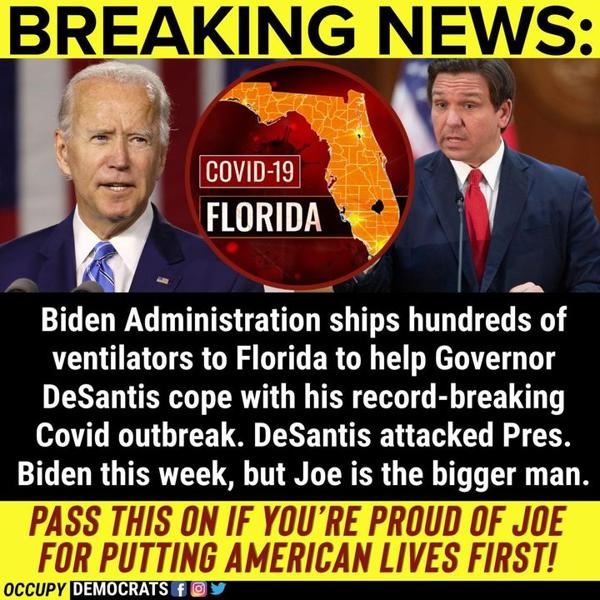 BREAKING NEWS:
COVID-19
FLORIDA
Biden Administration ships hundreds of
ventilators to Florida to help Governor
DeSantis cope with his record-breaking
Covid outbreak. DeSantis attacked Pres.
Biden this week, but Joe is the bigger man.
PASS THIS ON IF YOU'RE PROUD OF JOE
FOR PUTTING AMERICAN LIVES FIRST!
OCCUPY DEMOCRATS